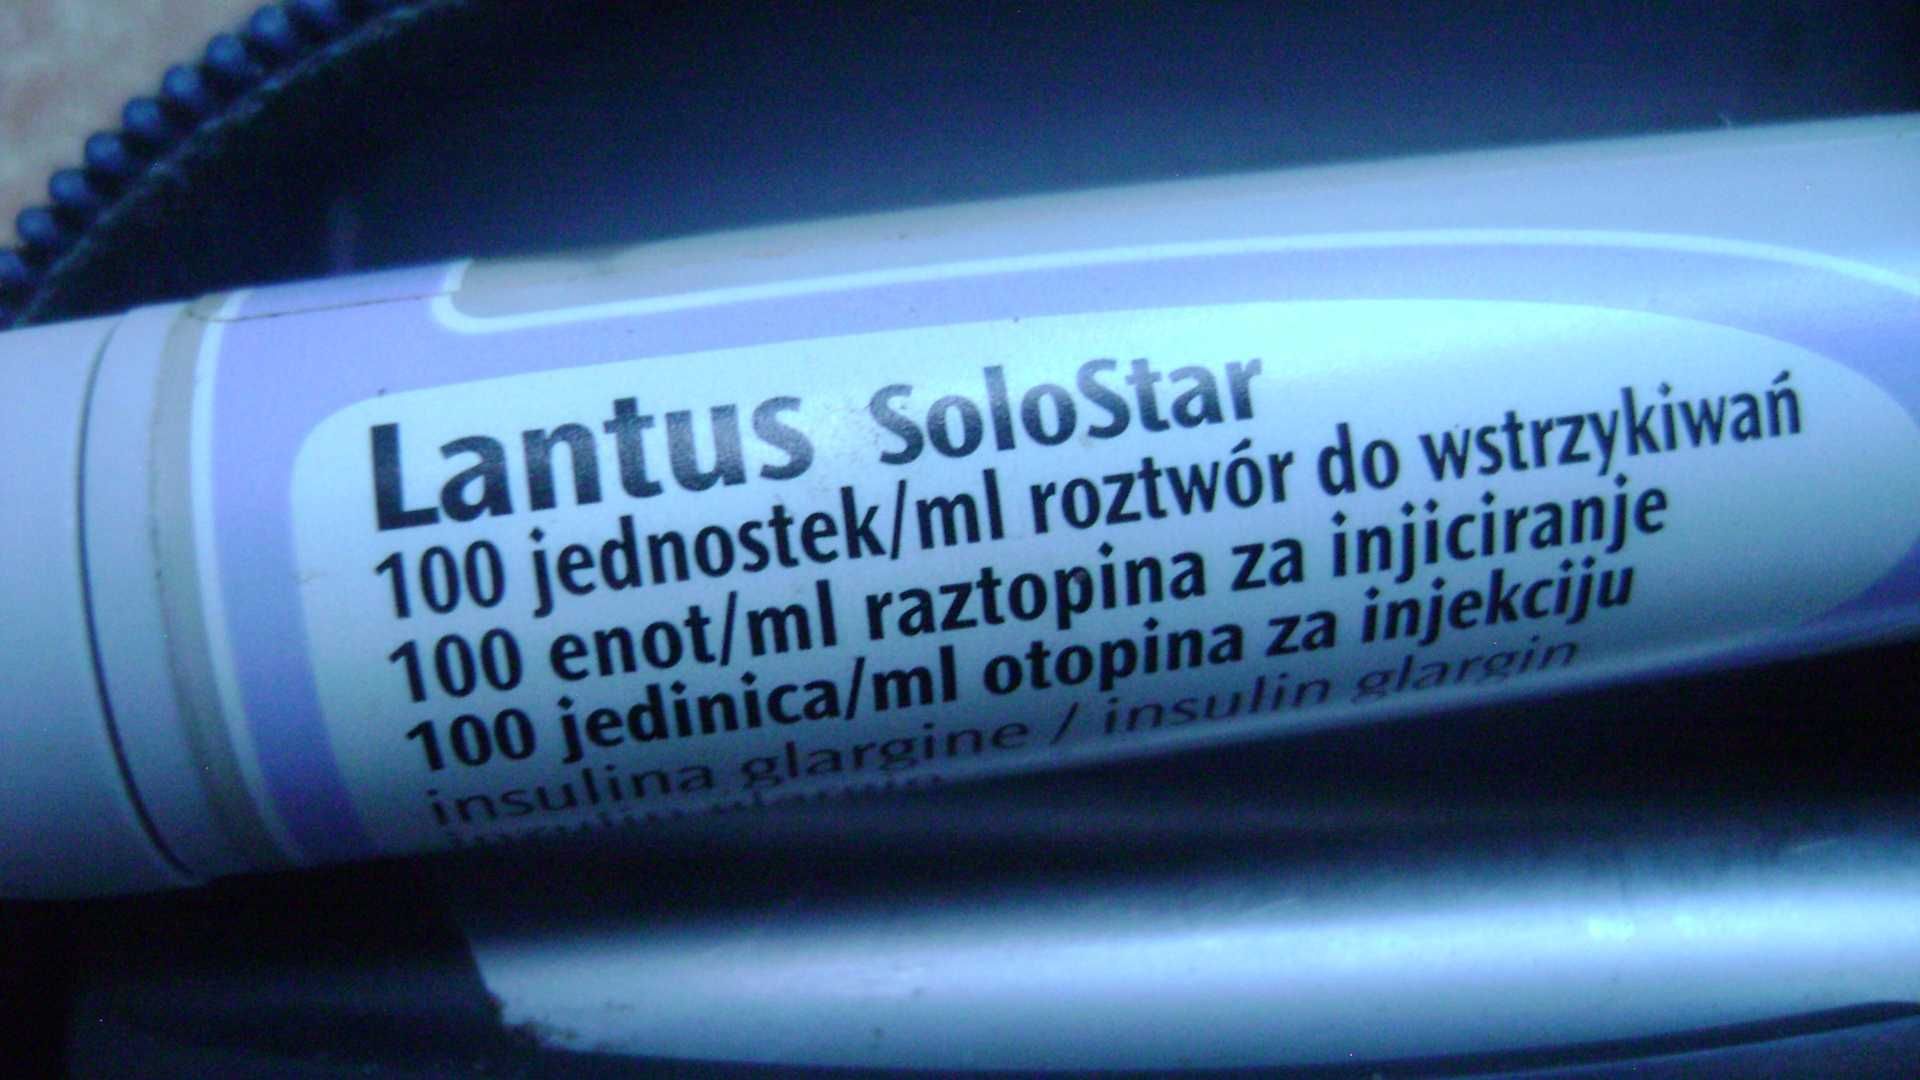 Lantus SoloStar
100 jednostek/ml roztwór do wstrzykiwań
100 enot/ml raztopina za injiciranje
100 jedinica/ml otopina za injekciju
insulina glargine / insulin glargin